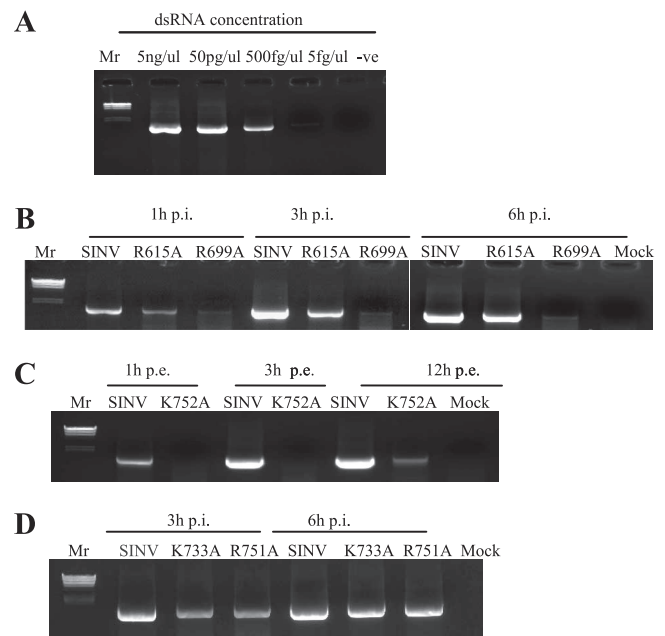 A
dsRNA concentration
Mr 5ng/ul 50pg/ul 500fg/ul 5fg/ul -ve
B
1h p.i. 3h p.i. 6h p.i.
Mr SINV R615A R699A SINV R615A R699A SINV R615A R699A Mock
C
1h p.e. 3h p.e. 12h p.e.
Mr SINV K752A SINV K752A SINV K752A Mock
D
3h p.i. 6h p.i.
Mr SINV K733A R751A SINV K733A R751A Mock